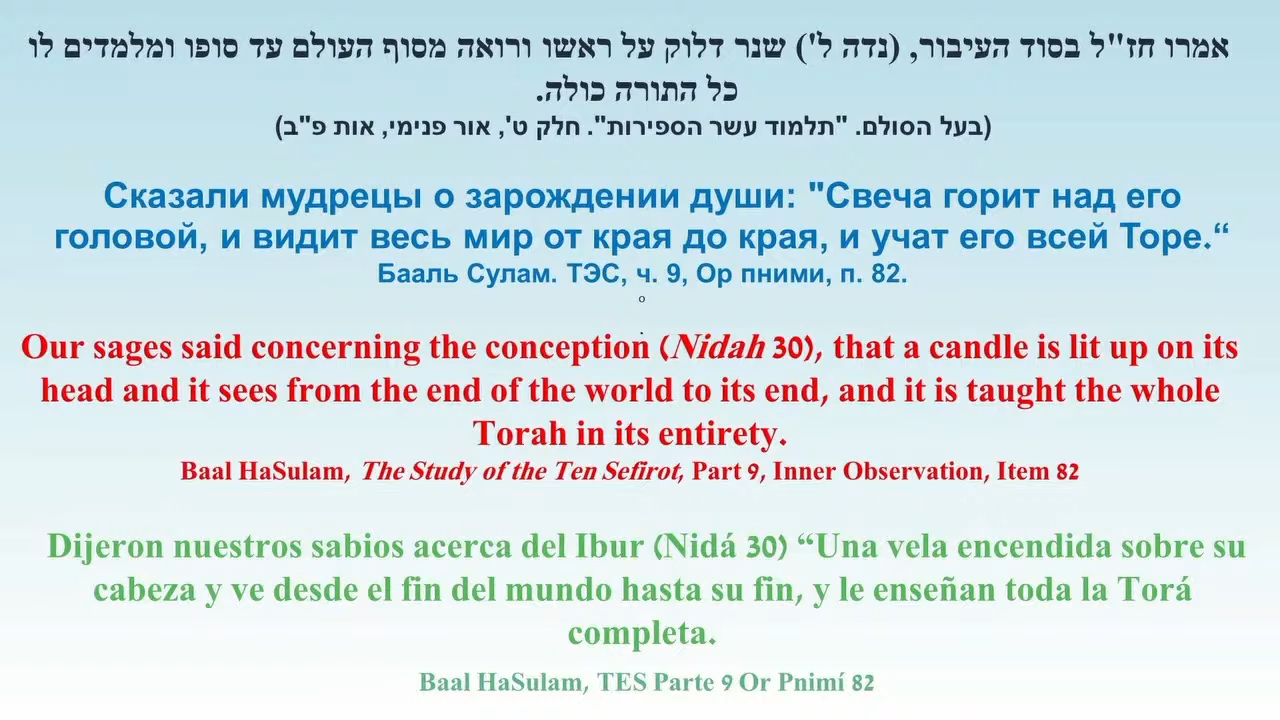 אמרו חז"ל בסוד העיבור, (נדה ל') שנר דלוק על ראשו ורואה מסוף העולם עד סופו ומלמדים לו
כל התורה כולה.
(בעל הסולם. "תלמוד עשר הספירות". חלק ט', אור פנימי, אות פ"ב)
Сказали мудрецы о зарождении души: "Свеча горит над его
головой, и видит весь мир от края до края, и учат его всей Торе.“
Бааль Сулам. ТЭС, ч. 9, Ор пними, п. 82.
о
.
Our sages said concerning the conception (Nidah 30), that a candle is lit up on its
head and it sees from the end of the world to its end, and it is taught the whole
Torah in its entirety.
Baal HaSulam, The Study of the Ten Sefirot, Part 9, Inner Observation, Item 82
Dijeron nuestros sabios acerca del Ibur (Nidá 30) “Una vela encendida sobre su
cabeza y ve desde el fin del mundo hasta su fin, y le enseñan toda la Torá
completa.
Baal HaSulam, TES Parte 9 Or Pnimí 82